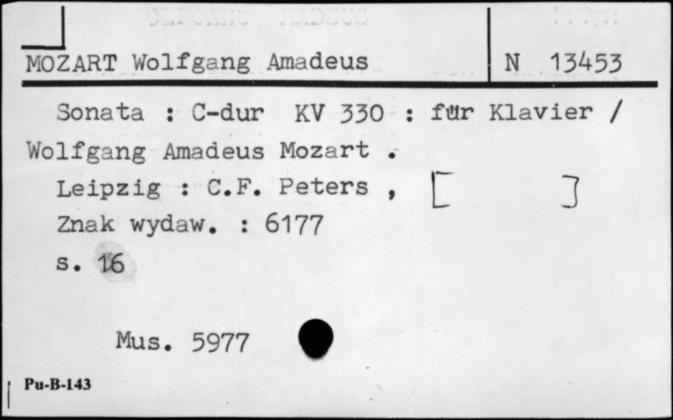 MOZART Wolfgang Amadeus N 13453
Sonata : C-dur KV 330 : für Klavier /
Wolfgang Amadeus Mozart .
Leipzig : C.F. Peters , [ ]
Znak wydaw. : 6177
s. 16
Mus. 5977
Pu-B-143